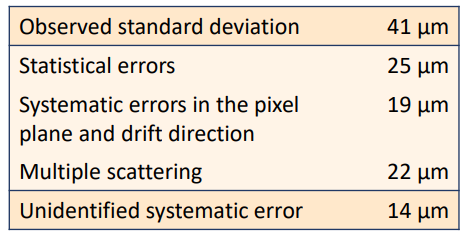 Observed standard deviation 41 μm
Statistical errors 25 μm
Systematic errors in the pixel 19 μm
plane and drift direction
Multiple scattering 22 μm
Unidentified systematic error 14 μm